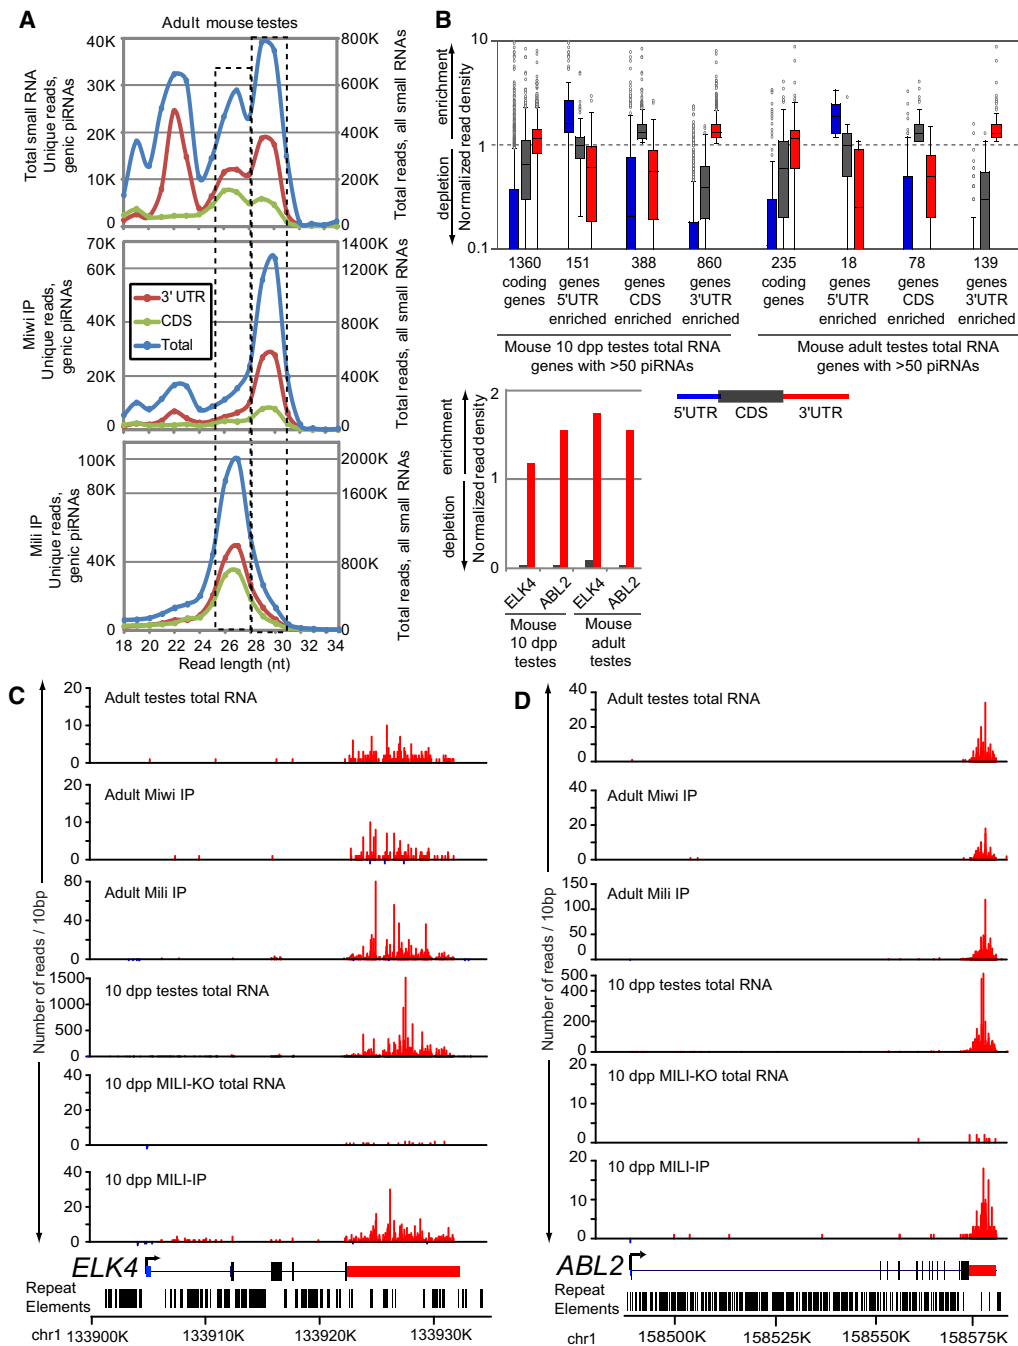 A
Adult mouse testes
Total small RNA
Unique reads,
genic piRNAs
40K
30K
20K
10K
0
800K
600K
400K
200K
0
Total reads, all small RNAs
Miwi IP
Unique reads,
genic piRNAs
70K
60K
40K
20K
0
1400K
1200K
800K
400K
0
Total reads, all small RNAs
3' UTR
CDS
Total
Mili IP
Unique reads,
genic piRNAs
100K
80K
40K
0
2000K
1600K
800K
0
Total reads, all small RNAs
18 20 22 24 26 28 30 32 34
Read length (nt)
B
depletion enrichment
Normalized read density
10
1
0.1
1360 coding genes
151 genes 5'UTR enriched
388 genes CDS enriched
860 genes 3'UTR enriched
235 coding genes
18 genes 5'UTR enriched
78 genes CDS enriched
139 genes 3'UTR enriched
Mouse 10 dpp testes total RNA
genes with >50 piRNAs
Mouse adult testes total RNA
genes with >50 piRNAs
depletion enrichment
Normalized read density
2
1
0
ELK4 ABL2 ELK4 ABL2
Mouse 10 dpp testes
Mouse adult testes
5'UTR CDS 3'UTR
C
Number of reads / 10bp
Adult testes total RNA
20
10
0
Adult Miwi IP
20
10
0
Adult Mili IP
80
40
0
10 dpp testes total RNA
1500
1000
500
0
10 dpp MILI-KO total RNA
40
20
0
10 dpp MILI-IP
40
20
0
ELK4
Repeat
Elements
chr1 133900K 133910K 133920K 133930K
D
Number of reads / 10bp
Adult testes total RNA
40
20
0
Adult Miwi IP
40
20
0
Adult Mili IP
150
100
50
0
10 dpp testes total RNA
500
400
200
0
10 dpp MILI-KO total RNA
20
10
0
10 dpp MILI-IP
20
10
0
ABL2
Repeat
Elements
chr1 158500K 158525K 158550K 158575K